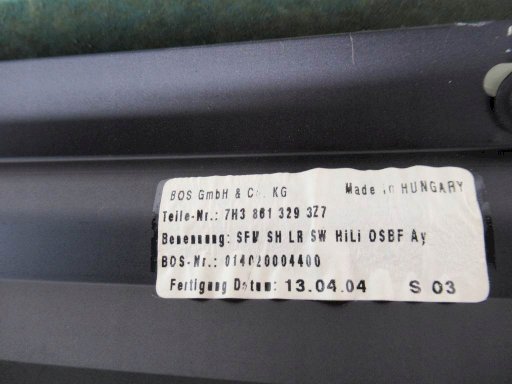 BOS GmbH & Co. KG Made in HUNGARY
Teile-Nr.: 7H3 861 329 3Z7
Benennung: SFW SH LR SW HiLi OSBF Ay
BOS-Nr.: 014020004400
Fertigung Datum: 13.04.04 S 03